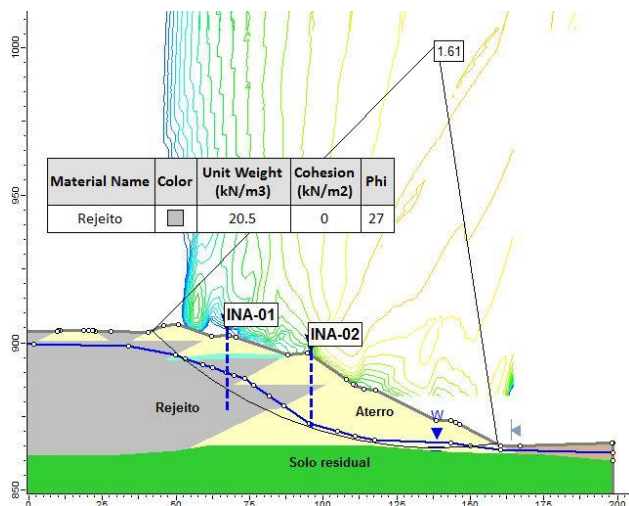 1000
1.61
950
Material Name Color Unit Weight (kN/m3) Cohesion (kN/m2) Phi
Rejeito 20.5 0 27
INA-01
INA-02
900
Rejeito
Aterro
W
Solo residual
850
0 25 50 75 100 125 150 175 200